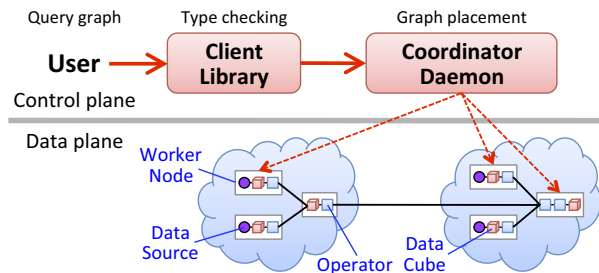 Query graph
Type checking
Graph placement
User
Client
Library
Coordinator
Daemon
Control plane
Data plane
Worker
Node
Data
Source
Operator
Data
Cube